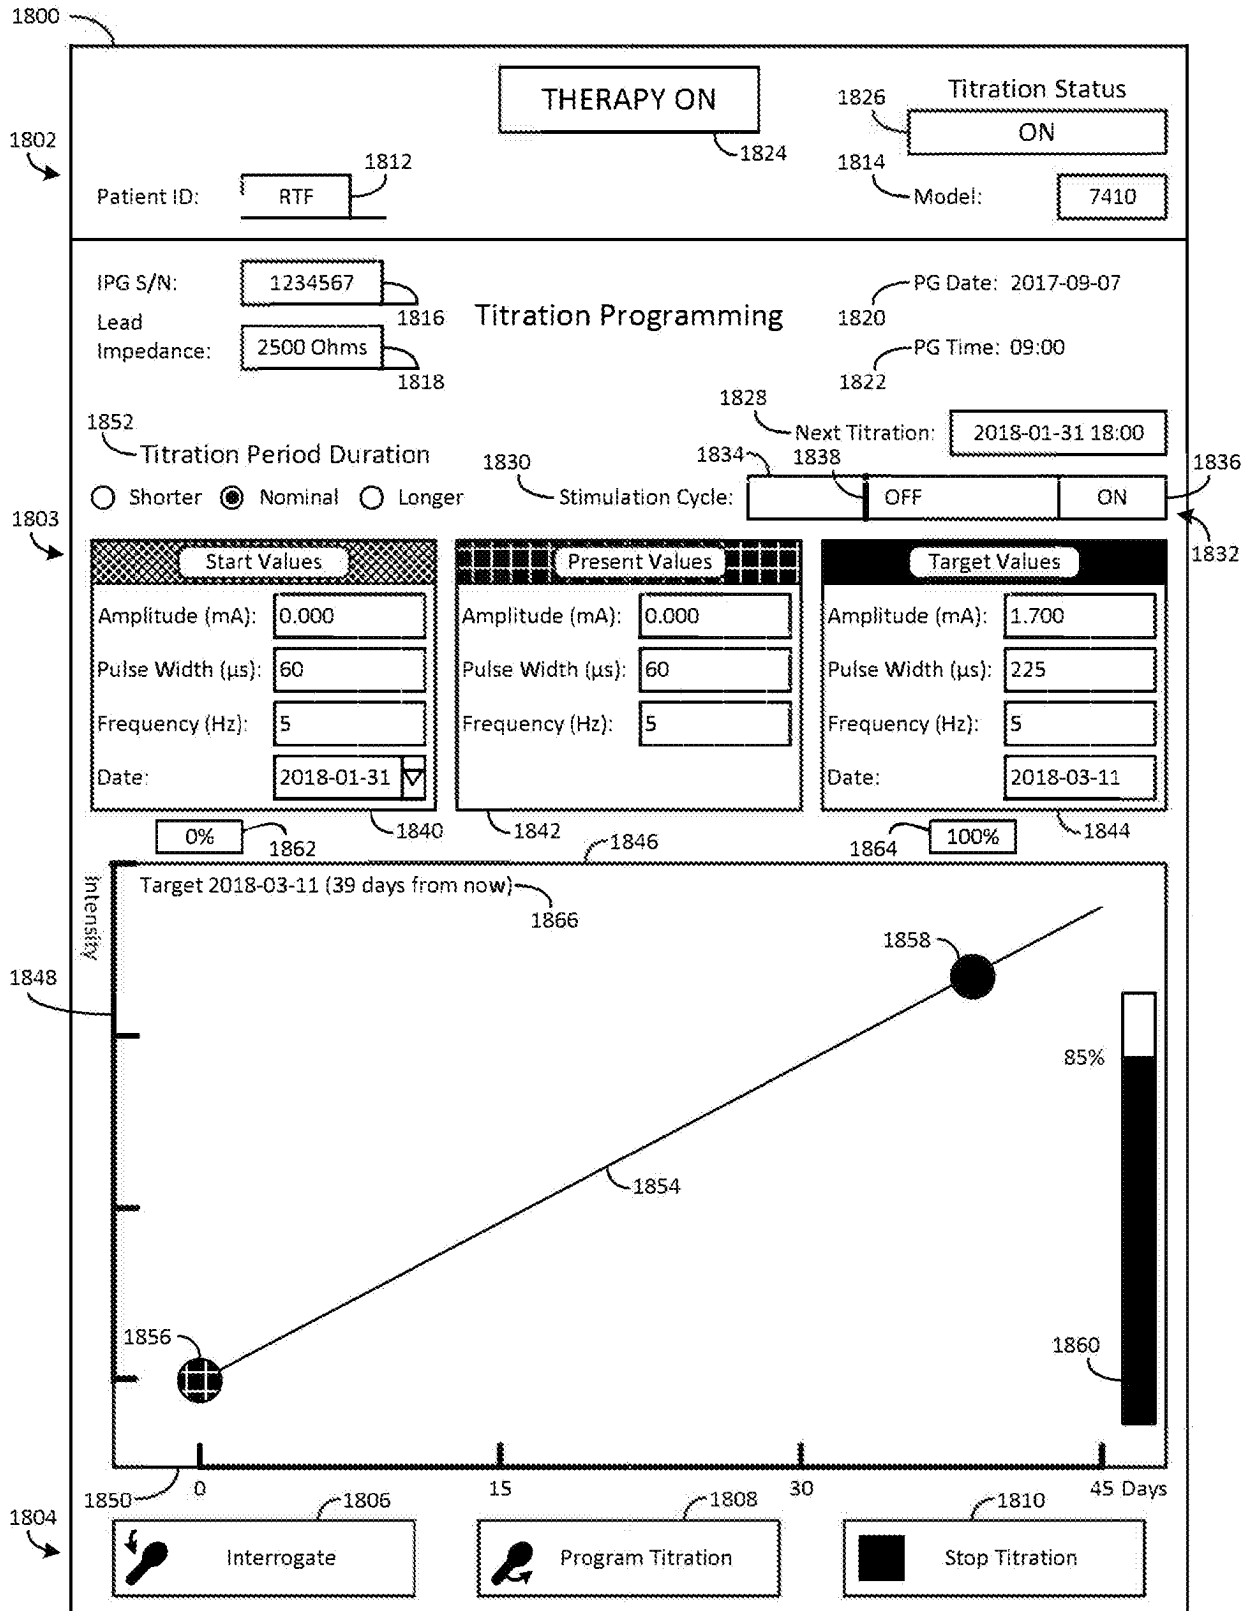 1800
THERAPY ON
Titration Status
1826
ON
1802
1824
1812
1814
Patient ID: RTF
Model: 7410
IPG S/N: 1234567
PG Date: 2017-09-07
1816
Titration Programming
1820
Lead
Impedance: 2500 Ohms
PG Time: 09:00
1818
1822
1828
1852
Next Titration: 2018-01-31 18:00
Titration Period Duration
1830 1834 1838 1836
Shorter Nominal Longer
Stimulation Cycle: OFF ON
1803
1832
Start Values Present Values Target Values
Amplitude (mA): 0.000 Amplitude (mA): 0.000 Amplitude (mA): 1.700
Pulse Width (µs): 60 Pulse Width (µs): 60 Pulse Width (µs): 225
Frequency (Hz): 5 Frequency (Hz): 5 Frequency (Hz): 5
Date: 2018-01-31 Date: 2018-03-11
1840 1842 1844
0% 1862 1846 1864 100%
Target 2018-03-11 (39 days from now)
Intensity
1866
1858
1848
85%
1854
1856
1860
0 15 30 45 Days
1850 1806 1808 1810
1804
Interrogate Program Titration Stop Titration